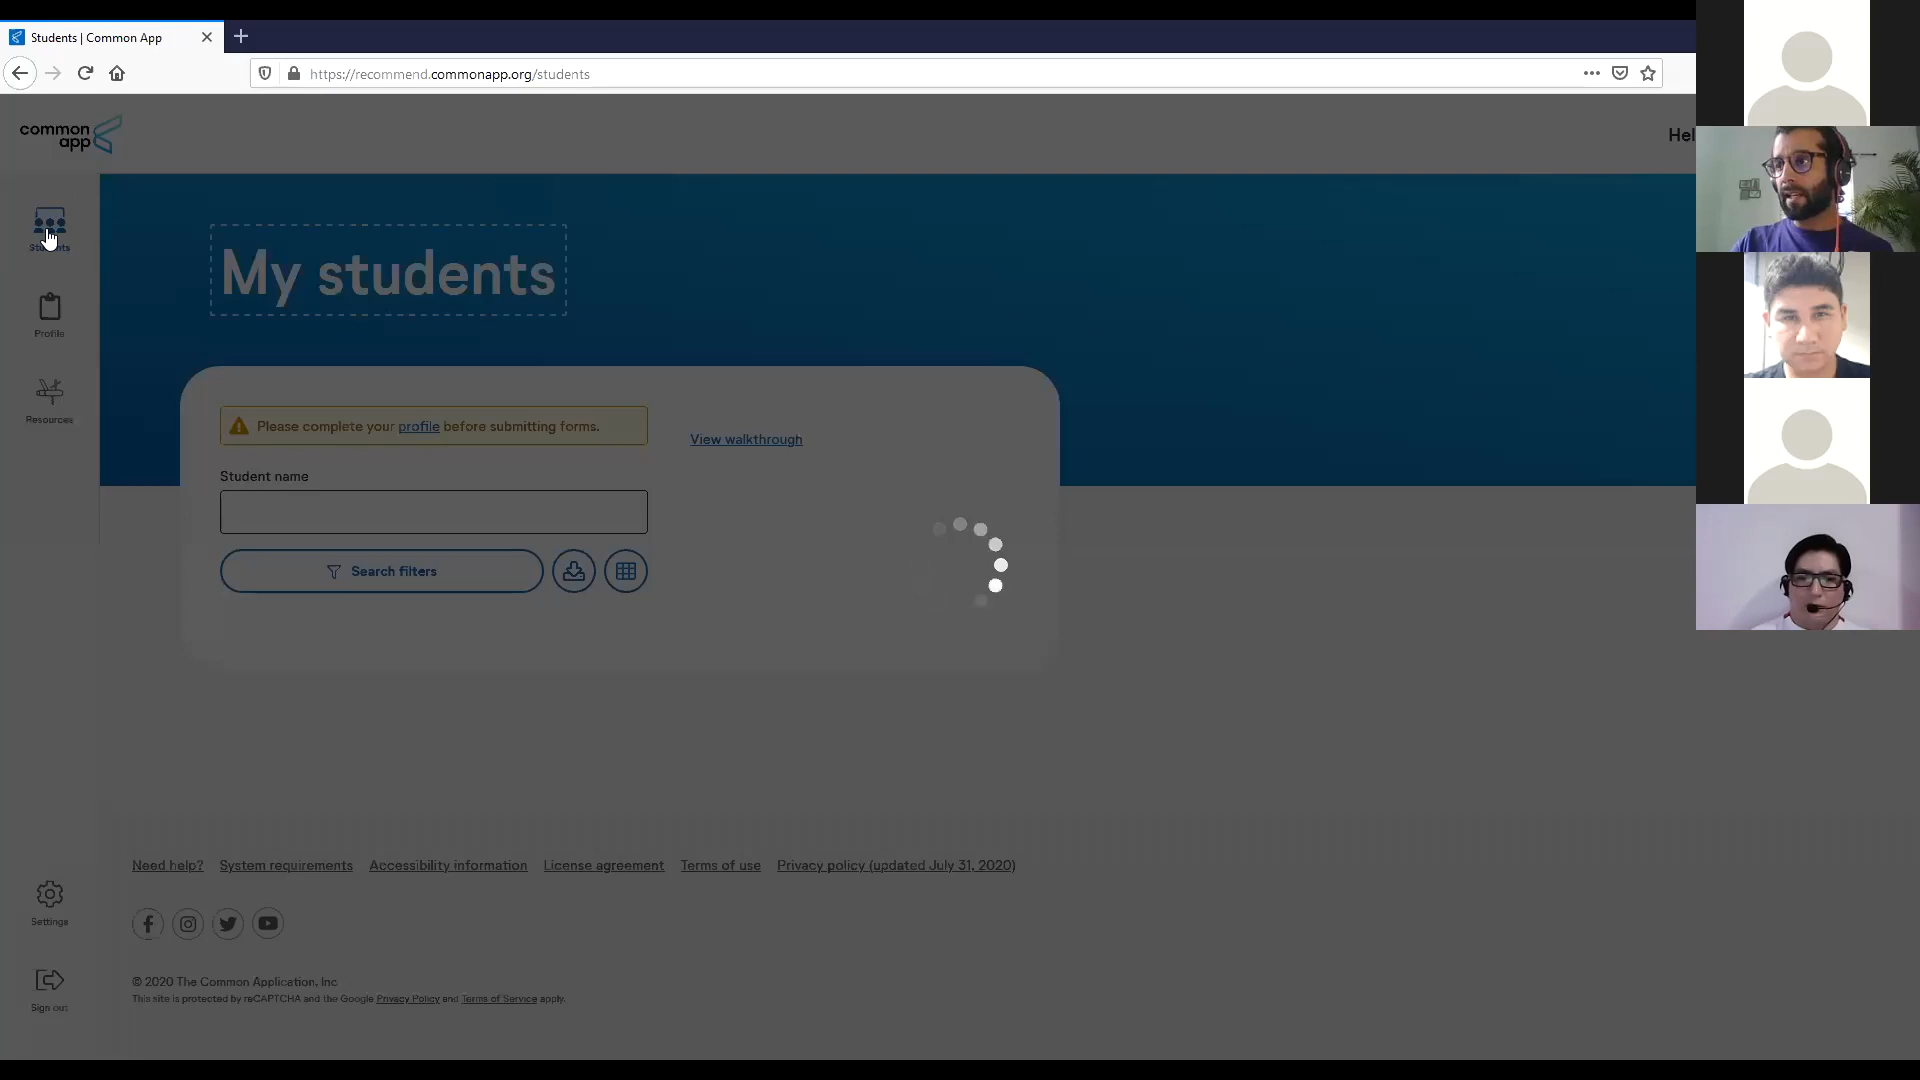 Students | Common App
https://recommend.commonapp.org/students
common
app
Hel
Students
Profile
Resources
My students
Please complete your profile before submitting forms.
View walkthrough
Student name
Search filters
Need help? System requirements Accessibility information License agreement Terms of use Privacy policy (updated July 31, 2020)
Settings
Sign out
© 2020 The Common Application, Inc
This site is protected by reCAPTCHA and the Google Privacy Policy and Terms of Service apply.